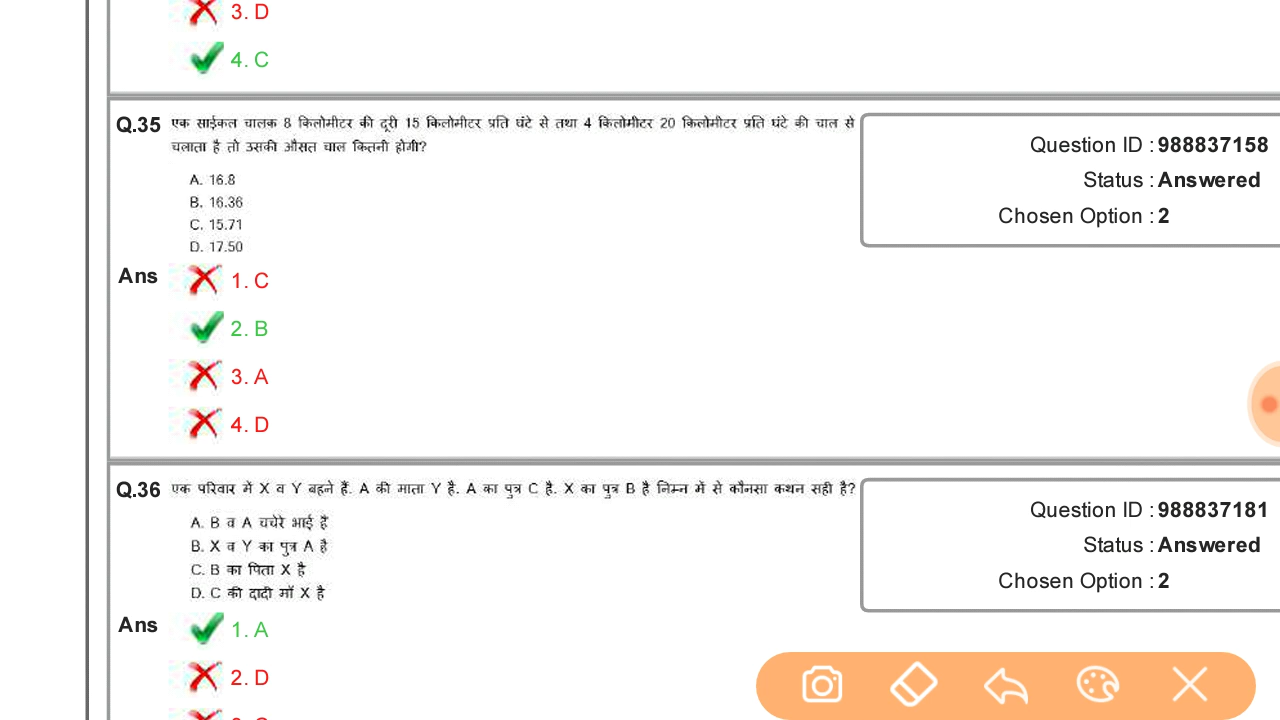 3. D
4. C
Q.35 एक साईकल चालक 8 किलोमीटर की दूरी 15 किलोमीटर प्रति घंटे से तथा 4 किलोमीटर 20 किलोमीटर प्रति घंटे की चाल से
चलाता है तो उसकी औसत चाल कितनी होगी?
Question ID : 988837158
Status : Answered
Chosen Option : 2
A. 16.8
B. 16.36
C. 15.71
D. 17.50
Ans
1. C
2. B
3. A
4. D
Q.36 एक परिवार में X व Y बहने हैं. A की माता Y है. A का पुत्र C है. X का पुत्र B है निम्न में से कौनसा कथन सही है?
Question ID : 988837181
Status : Answered
Chosen Option : 2
A. B व A चचेरे भाई हैं
B. X व Y का पुत्र A है
C. B का पिता X है
D. C की दादी माँ X है
Ans
1. A
2. D